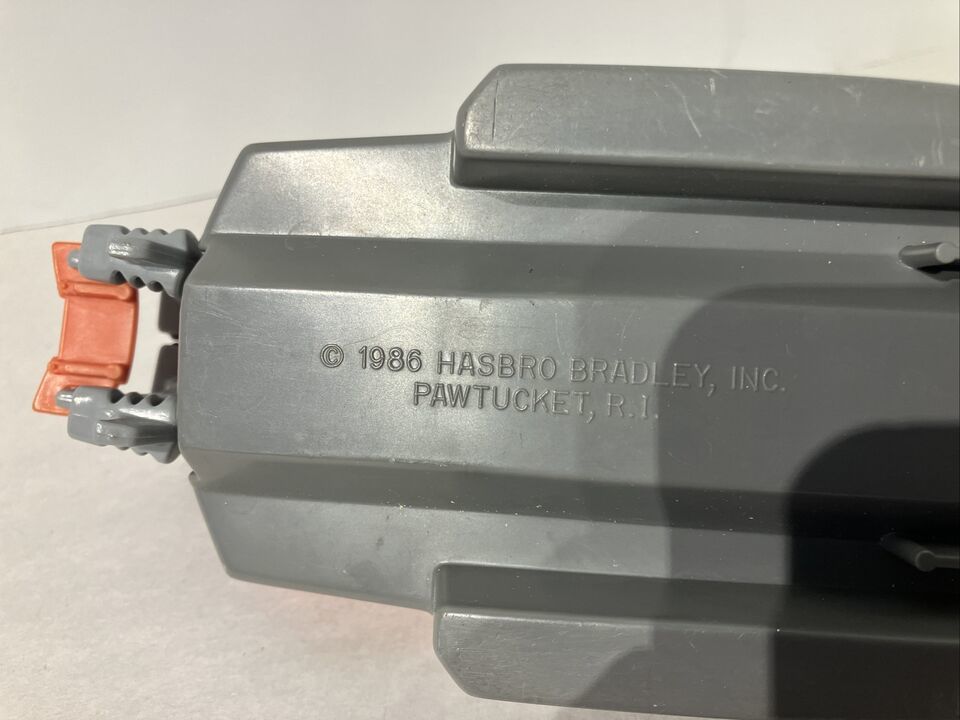 © 1986 HASBRO BRADLEY, INC.
PAWTUCKET, R.I.